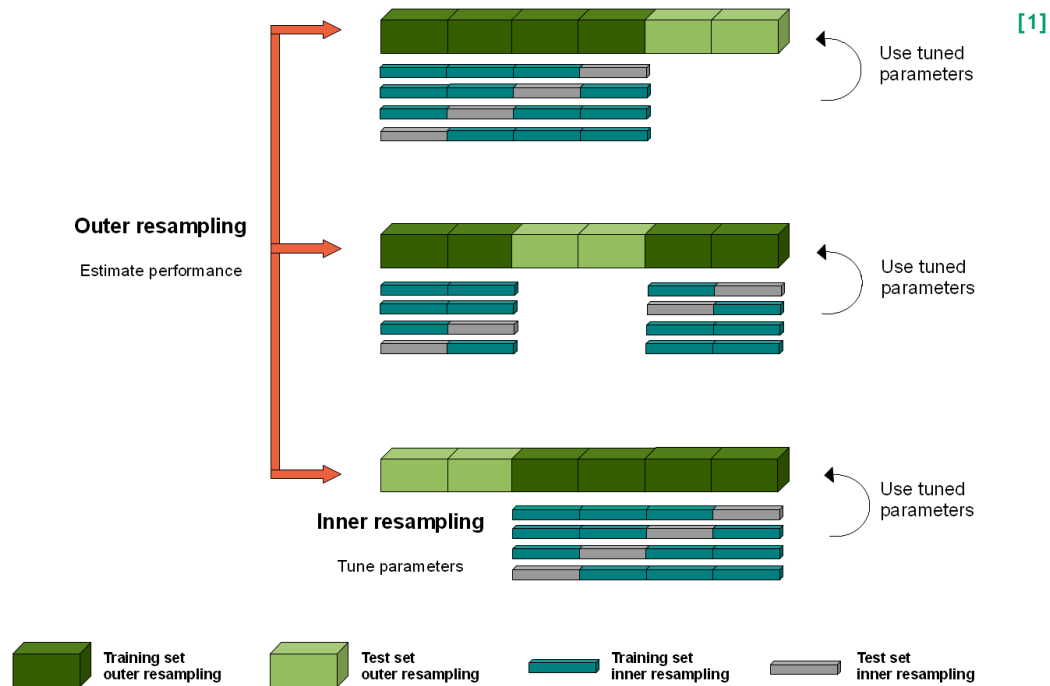 [1]
Use tuned
parameters
Outer resampling
Estimate performance
Use tuned
parameters
Use tuned
parameters
Inner resampling
Tune parameters
Training set
outer resampling
Test set
outer resampling
Training set
inner resampling
Test set
inner resampling